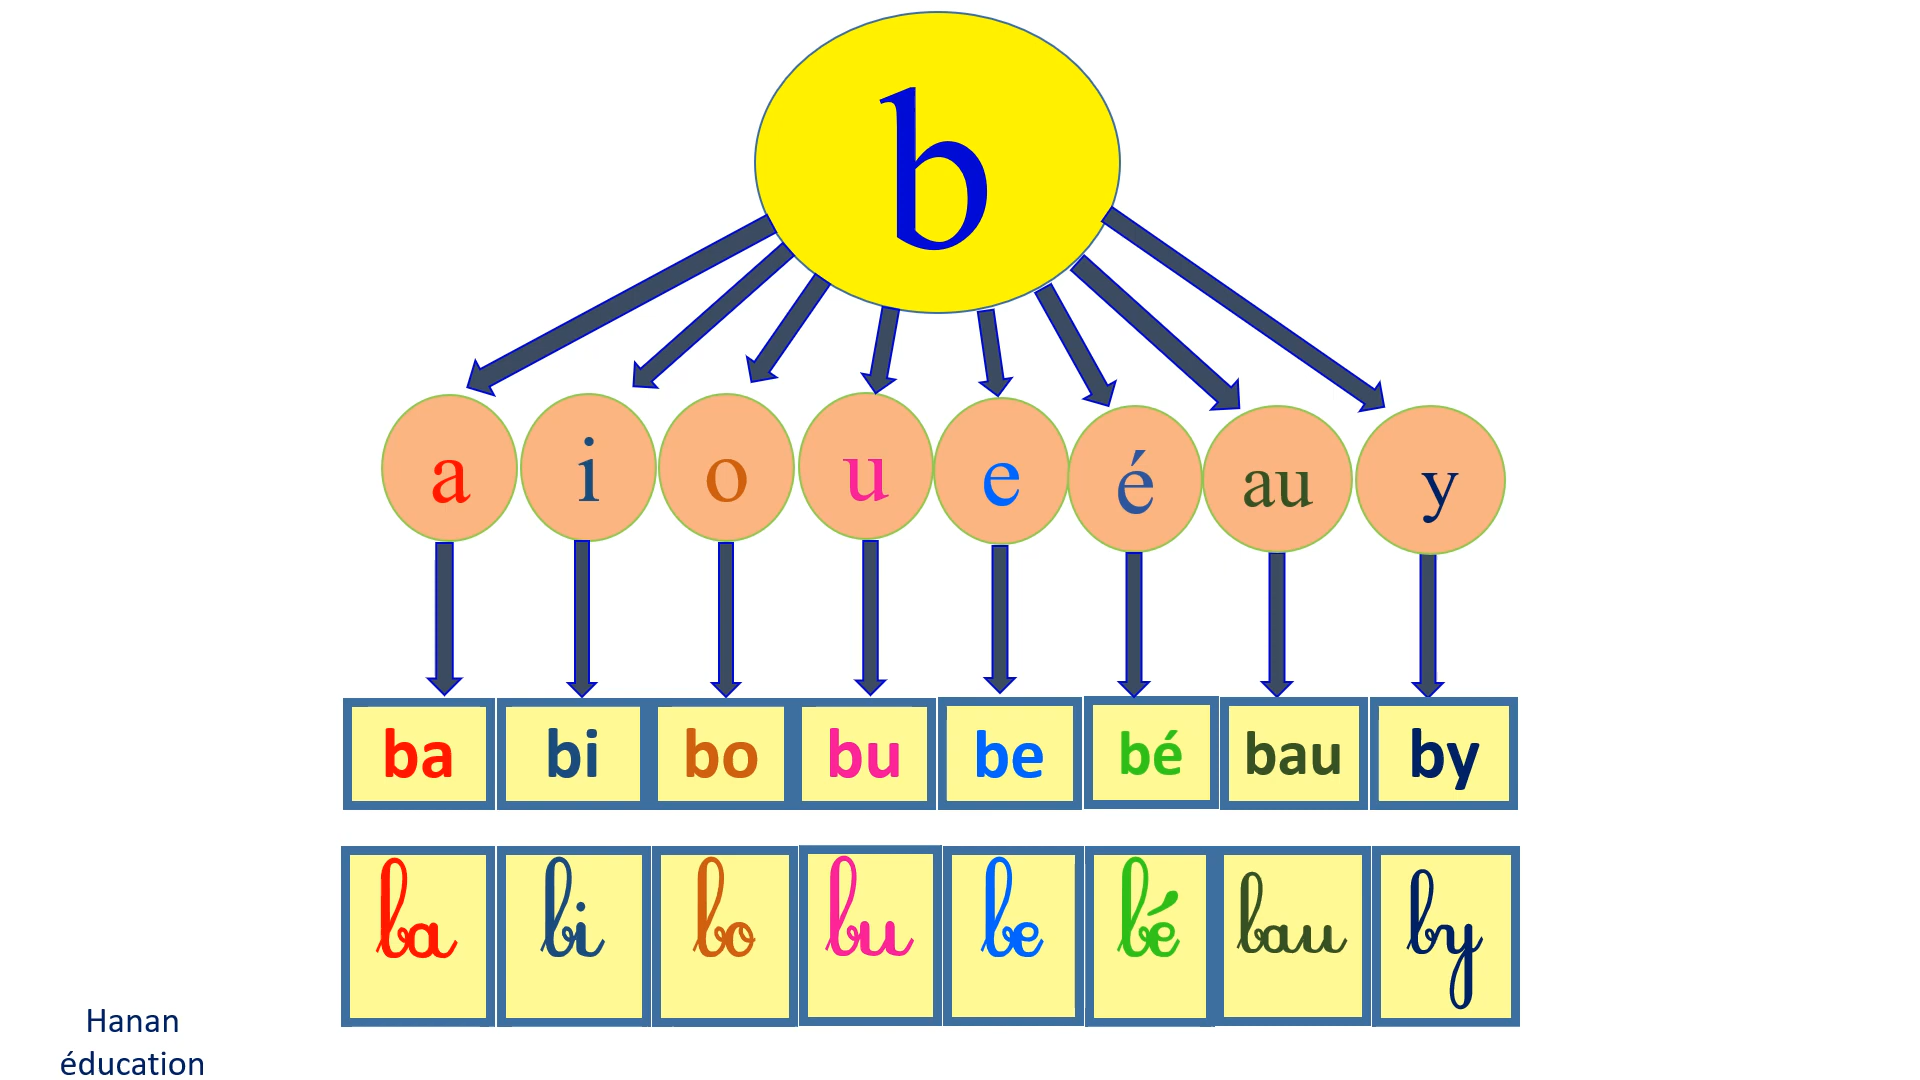 b
a i o u e é au y
ba bi bo bu be bé bau by
ba bi bo bu be bé bau by
Hanan
éducation